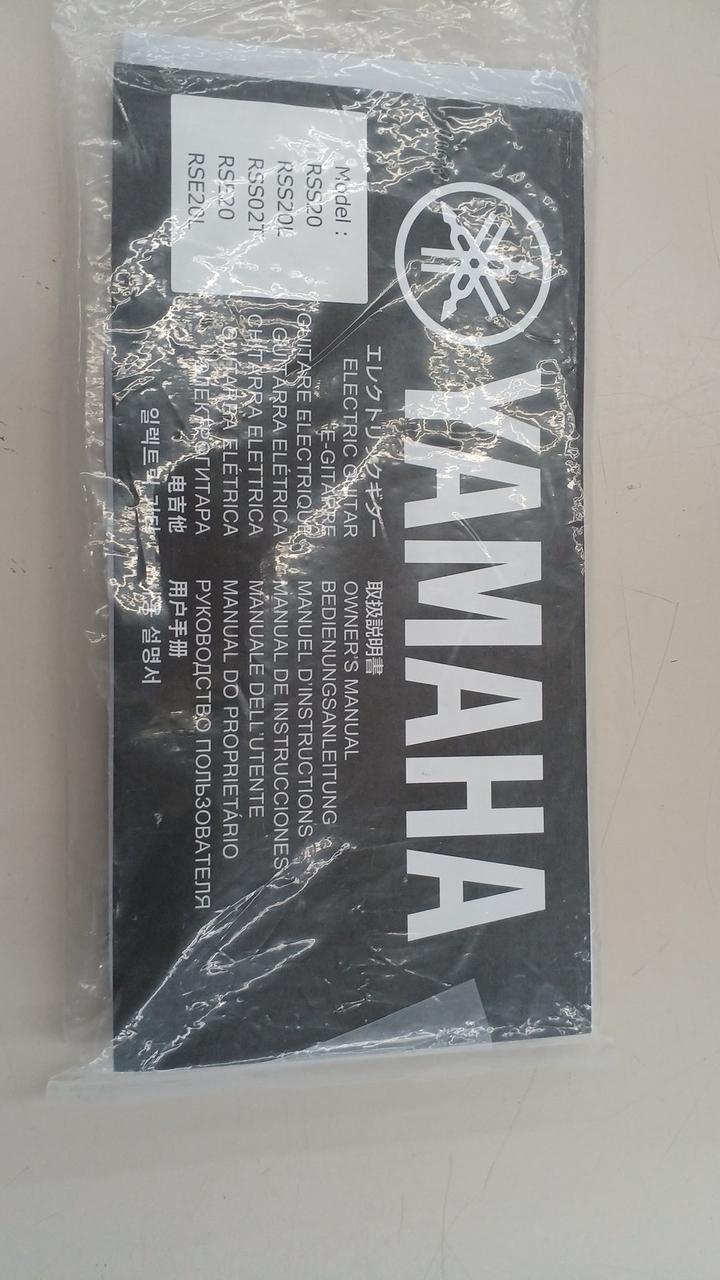 YAMAHA
Model :
RSS20
RSS20L
RSS02T
RSE20
RSE20L
エレクトリックギター 取扱説明書
ELECTRIC GUITAR OWNER'S MANUAL
E-GITARRE BEDIENUNGSANLEITUNG
GUITARE ELECTRIQUE MANUEL D'INSTRUCTIONS
GUITARRA ELÉTRICA MANUAL DE INSTRUCCIONES
CHITARRA ELETTRICA MANUALE DELL'UTENTE
GUITARRA ELÉTRICA MANUAL DO PROPRIETÁRIO
ЭЛЕКТРОГИТАРА РУКОВОДСТВО ПОЛЬЗОВАТЕЛЯ
电吉他 用户手册
설명서